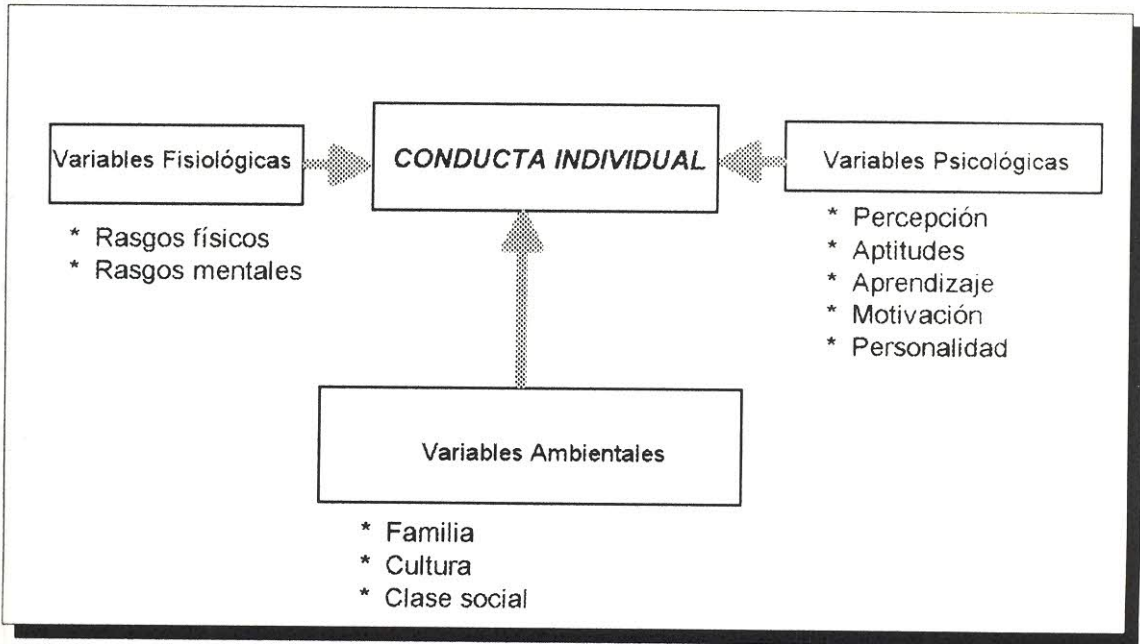 CONDUCTA INDIVIDUAL
Variables Fisiológicas
* Rasgos físicos
* Rasgos mentales
Variables Psicológicas
* Percepción
* Aptitudes
* Aprendizaje
* Motivación
* Personalidad
Variables Ambientales
* Familia
* Cultura
* Clase social